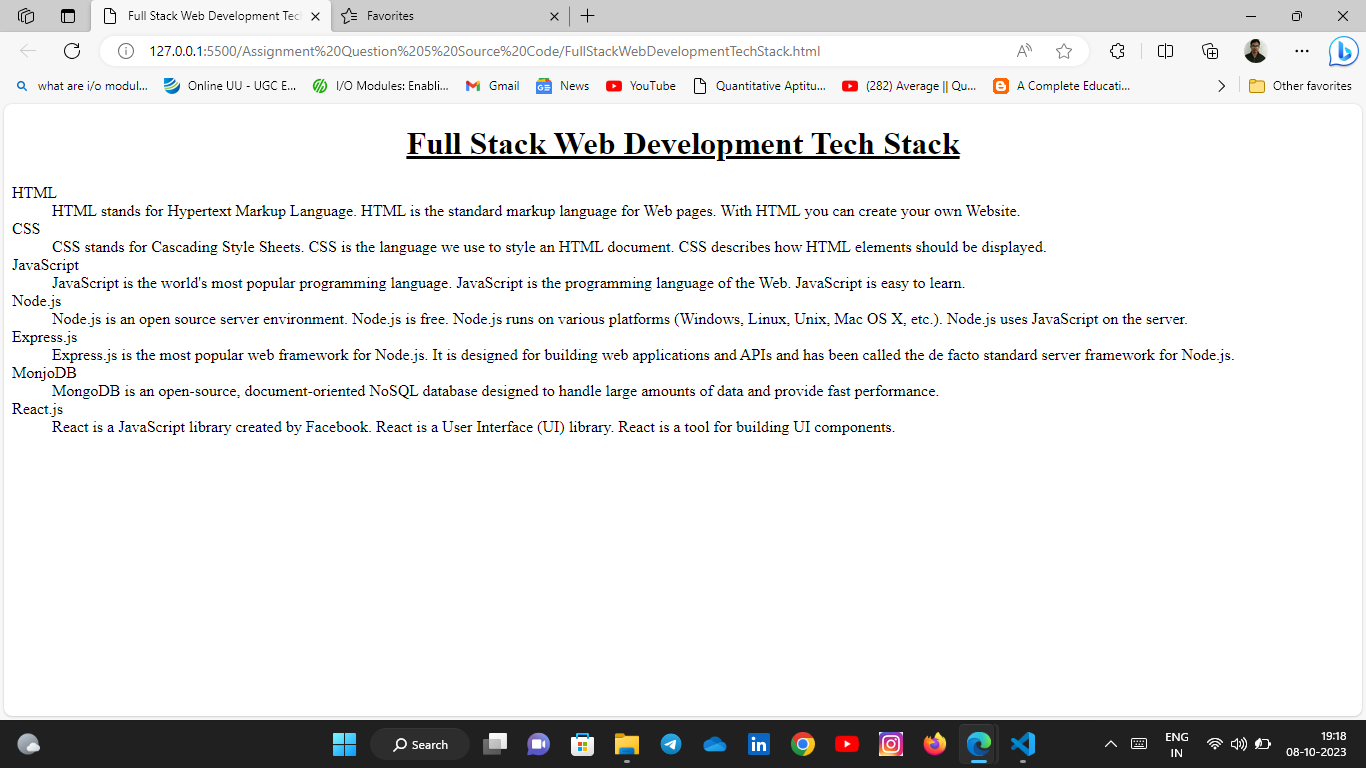 Full Stack Web Development Tec
Favorites
127.0.0.1:5500/Assignment%20Question%205%20Source%20Code/FullStackWebDevelopmentTechStack.html
what are i/o modul... Online UU - UGC E... I/O Modules: Enabli... Gmail News YouTube Quantitative Aptitu... (282) Average || Qu... A Complete Educati... Other favorites
Full Stack Web Development Tech Stack
HTML
HTML stands for Hypertext Markup Language. HTML is the standard markup language for Web pages. With HTML you can create your own Website.
CSS
CSS stands for Cascading Style Sheets. CSS is the language we use to style an HTML document. CSS describes how HTML elements should be displayed.
JavaScript
JavaScript is the world's most popular programming language. JavaScript is the programming language of the Web. JavaScript is easy to learn.
Node.js
Node.js is an open source server environment. Node.js is free. Node.js runs on various platforms (Windows, Linux, Unix, Mac OS X, etc.). Node.js uses JavaScript on the server.
Express.js
Express.js is the most popular web framework for Node.js. It is designed for building web applications and APIs and has been called the de facto standard server framework for Node.js.
MonjoDB
MongoDB is an open-source, document-oriented NoSQL database designed to handle large amounts of data and provide fast performance.
React.js
React is a JavaScript library created by Facebook. React is a User Interface (UI) library. React is a tool for building UI components.
Search
ENG
IN
19:18
08-10-2023